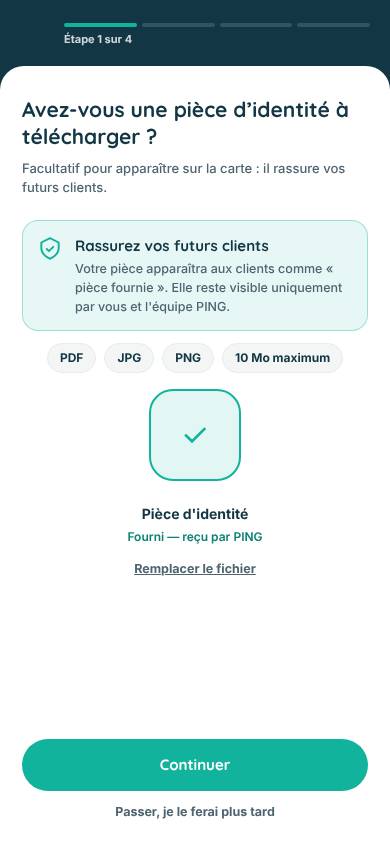 Étape 1 sur 4
Avez-vous une pièce d’identité à
télécharger ?
Facultatif pour apparaître sur la carte : il rassure vos
futurs clients.
Rassurez vos futurs clients
Votre pièce apparaîtra aux clients comme «
pièce fournie ». Elle reste visible uniquement
par vous et l'équipe PING.
PDF JPG PNG 10 Mo maximum
Pièce d'identité
Fourni — reçu par PING
Remplacer le fichier
Continuer
Passer, je le ferai plus tard